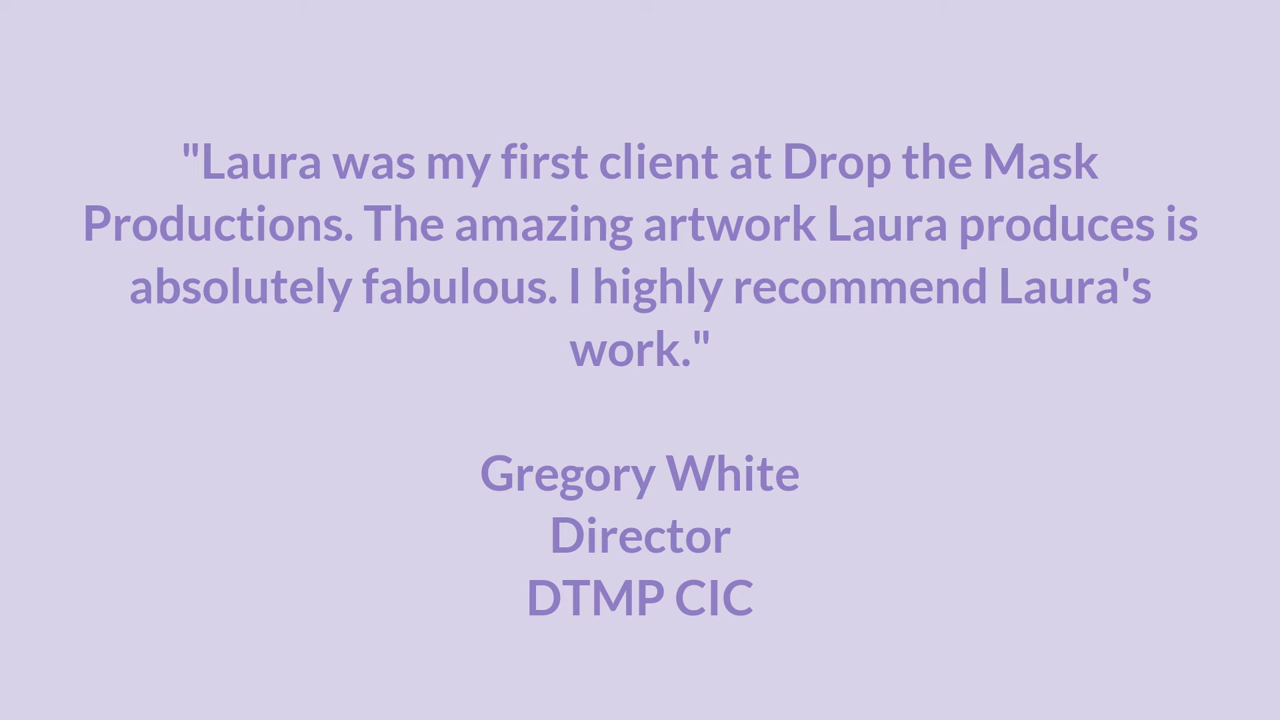 "Laura was my first client at Drop the Mask
Productions. The amazing artwork Laura produces is
absolutely fabulous. I highly recommend Laura's
work."
Gregory White
Director
DTMP CIC